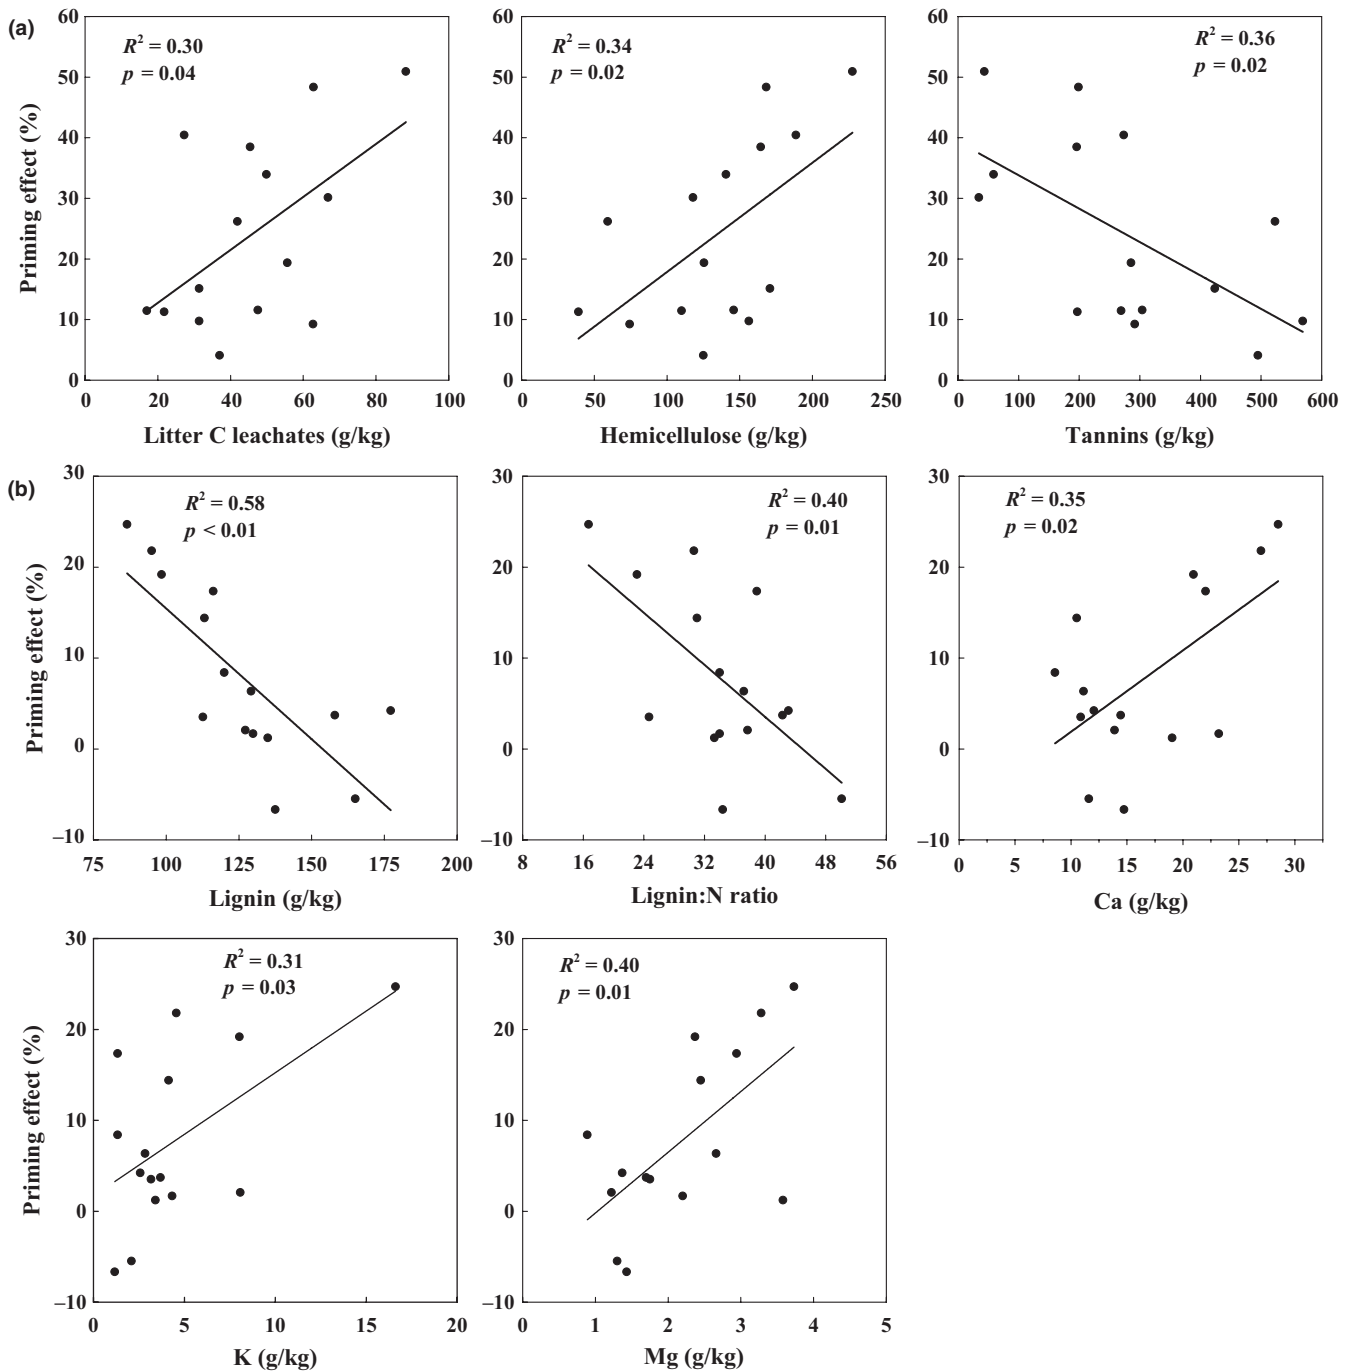 (a)
Priming effect (%)
60
50
40
30
20
10
0
R² = 0.30
p = 0.04
0 20 40 60 80 100
Litter C leachates (g/kg)
60
50
40
30
20
10
0
R² = 0.34
p = 0.02
0 50 100 150 200 250
Hemicellulose (g/kg)
60
50
40
30
20
10
0
R² = 0.36
p = 0.02
0 100 200 300 400 500 600
Tannins (g/kg)
(b)
Priming effect (%)
30
20
10
0
–10
R² = 0.58
p < 0.01
75 100 125 150 175 200
Lignin (g/kg)
30
20
10
0
–10
R² = 0.40
p = 0.01
8 16 24 32 40 48 56
Lignin:N ratio
30
20
10
0
–10
R² = 0.35
p = 0.02
0 5 10 15 20 25 30
Ca (g/kg)
Priming effect (%)
30
20
10
0
–10
R² = 0.31
p = 0.03
0 5 10 15 20
K (g/kg)
30
20
10
0
–10
R² = 0.40
p = 0.01
1 2 3 4 5
Mg (g/kg)